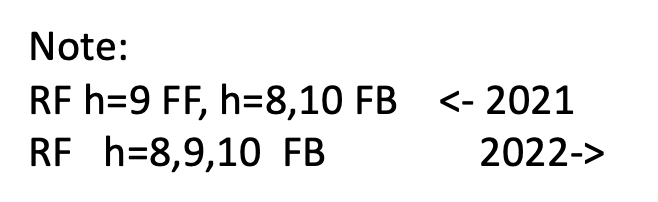 Note:
RF h=9 FF, h=8,10 FB <- 2021
RF h=8,9,10 FB 2022->